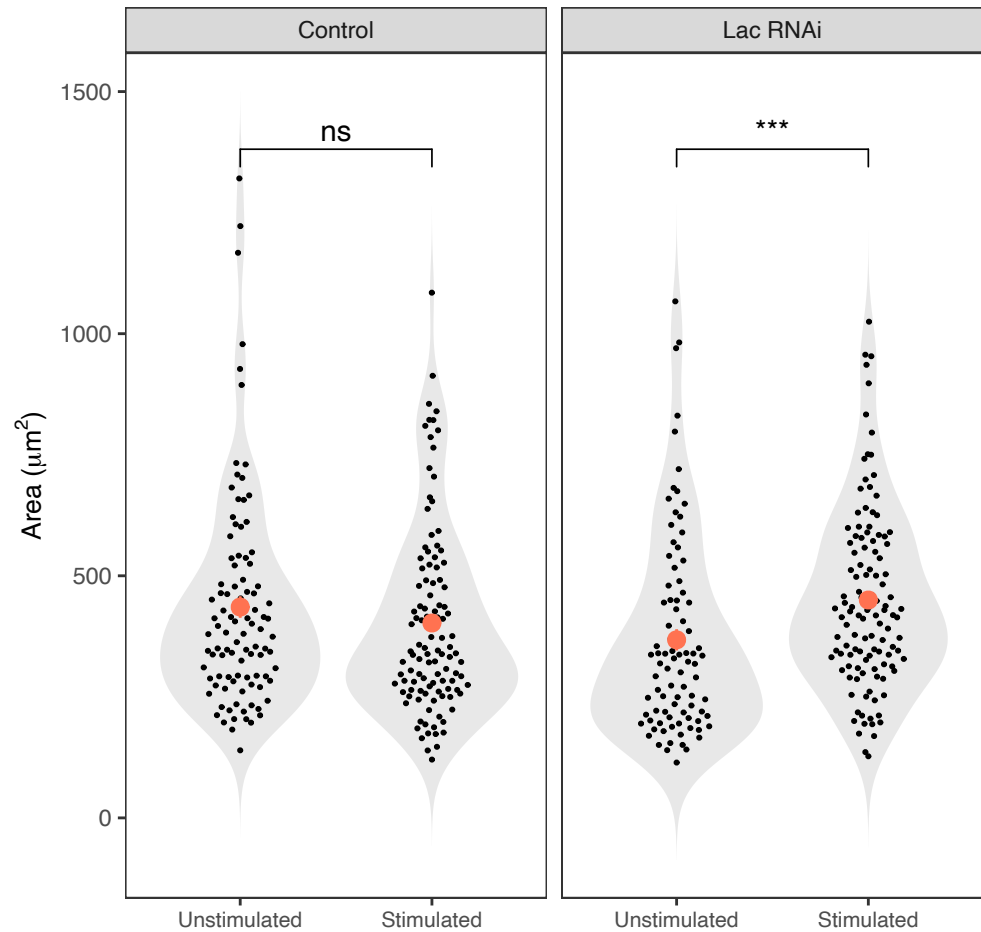 Control
Lac RNAi
1500
1000
500
0
Area (μm²)
ns
***
Unstimulated
Stimulated
Unstimulated
Stimulated